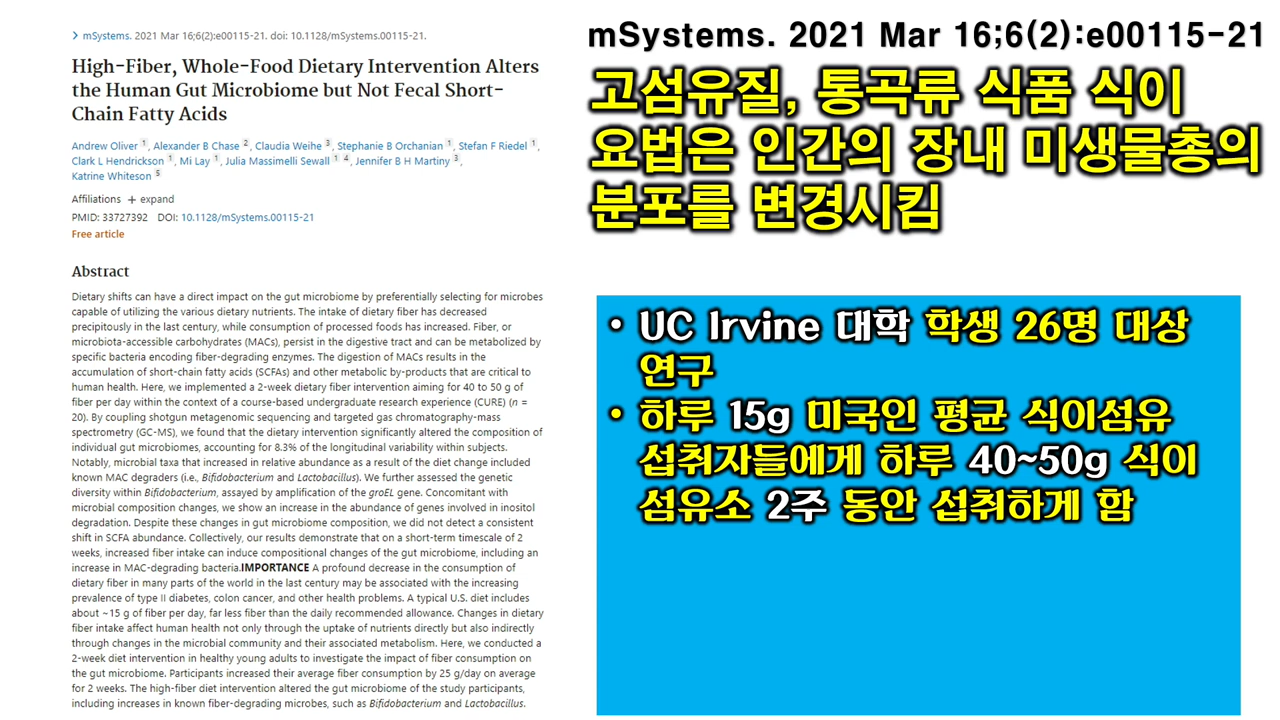 mSystems. 2021 Mar 16;6(2):e00115-21. doi: 10.1128/mSystems.00115-21.
High-Fiber, Whole-Food Dietary Intervention Alters
the Human Gut Microbiome but Not Fecal Short-
Chain Fatty Acids
Andrew Oliver 1, Alexander B Chase 2, Claudia Weihe 3, Stephanie B Orchanian 1, Stefan F Riedel 1,
Clark L Hendrickson 1, Mi Lay 1, Julia Massimelli Sewall 1 4, Jennifer B H Martiny 3,
Katrine Whiteson 5
Affiliations + expand
PMID: 33727392 DOI: 10.1128/mSystems.00115-21
Free article
Abstract
Dietary shifts can have a direct impact on the gut microbiome by preferentially selecting for microbes
capable of utilizing the various dietary nutrients. The intake of dietary fiber has decreased
precipitously in the last century, while consumption of processed foods has increased. Fiber, or
microbiota-accessible carbohydrates (MACs), persist in the digestive tract and can be metabolized by
specific bacteria encoding fiber-degrading enzymes. The digestion of MACs results in the
accumulation of short-chain fatty acids (SCFAs) and other metabolic by-products that are critical to
human health. Here, we implemented a 2-week dietary fiber intervention aiming for 40 to 50 g of
fiber per day within the context of a course-based undergraduate research experience (CURE) (n =
20). By coupling shotgun metagenomic sequencing and targeted gas chromatography-mass
spectrometry (GC-MS), we found that the dietary intervention significantly altered the composition of
individual gut microbiomes, accounting for 8.3% of the longitudinal variability within subjects.
Notably, microbial taxa that increased in relative abundance as a result of the diet change included
known MAC degraders (i.e., Bifidobacterium and Lactobacillus). We further assessed the genetic
diversity within Bifidobacterium, assayed by amplification of the groEL gene. Concomitant with
microbial composition changes, we show an increase in the abundance of genes involved in inositol
degradation. Despite these changes in gut microbiome composition, we did not detect a consistent
shift in SCFA abundance. Collectively, our results demonstrate that on a short-term timescale of 2
weeks, increased fiber intake can induce compositional changes of the gut microbiome, including an
increase in MAC-degrading bacteria.IMPORTANCE A profound decrease in the consumption of
dietary fiber in many parts of the world in the last century may be associated with the increasing
prevalence of type II diabetes, colon cancer, and other health problems. A typical U.S. diet includes
about ~15 g of fiber per day, far less fiber than the daily recommended allowance. Changes in dietary
fiber intake affect human health not only through the uptake of nutrients directly but also indirectly
through changes in the microbial community and their associated metabolism. Here, we conducted a
2-week diet intervention in healthy young adults to investigate the impact of fiber consumption on
the gut microbiome. Participants increased their average fiber consumption by 25 g/day on average
for 2 weeks. The high-fiber diet intervention altered the gut microbiome of the study participants,
including increases in known fiber-degrading microbes, such as Bifidobacterium and Lactobacillus.
mSystems. 2021 Mar 16;6(2):e00115-21
고섬유질, 통곡류 식품 식이
요법은 인간의 장내 미생물총의
분포를 변경시킴
• UC Irvine 대학 학생 26명 대상
연구
• 하루 15g 미국인 평균 식이섬유
섭취자들에게 하루 40~50g 식이
섬유소 2주 동안 섭취하게 함